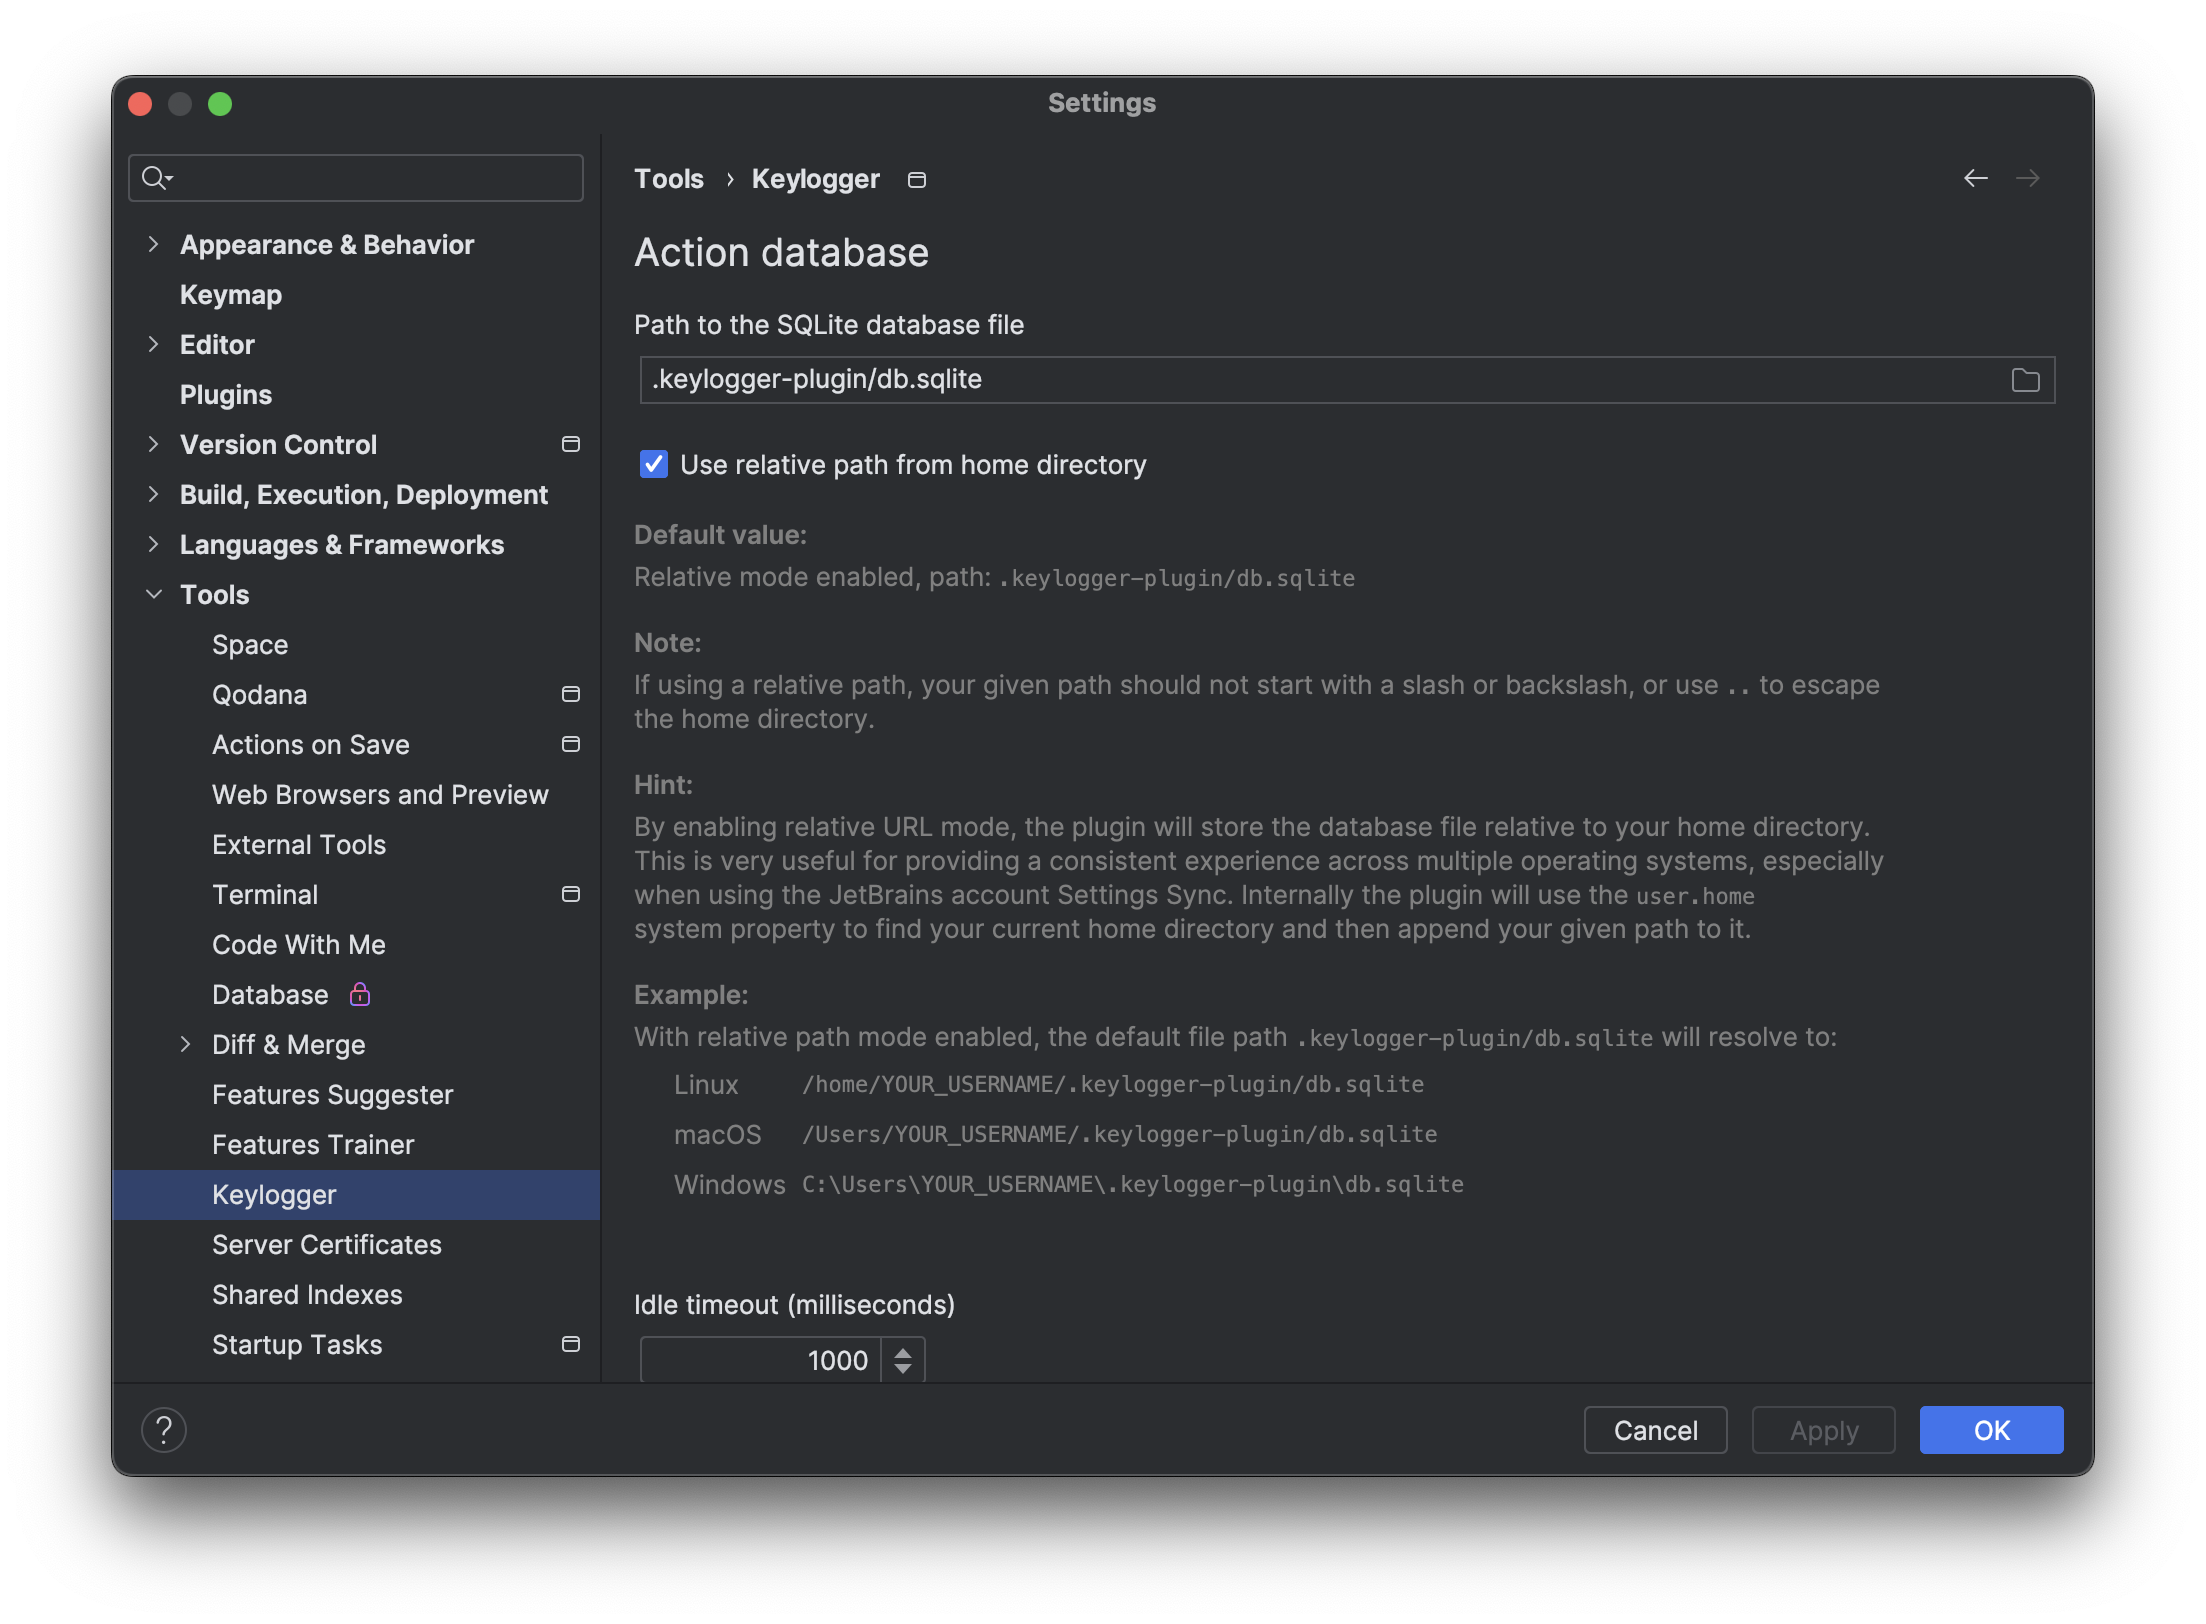 Settings
Appearance & Behavior
Keymap
Editor
Plugins
Version Control
Build, Execution, Deployment
Languages & Frameworks
Tools
Space
Qodana
Actions on Save
Web Browsers and Preview
External Tools
Terminal
Code With Me
Database
Diff & Merge
Features Suggester
Features Trainer
Keylogger
Server Certificates
Shared Indexes
Startup Tasks
Tools › Keylogger
Action database
Path to the SQLite database file
.keylogger-plugin/db.sqlite
Use relative path from home directory
Default value:
Relative mode enabled, path: .keylogger-plugin/db.sqlite
Note:
If using a relative path, your given path should not start with a slash or backslash, or use .. to escape
the home directory.
Hint:
By enabling relative URL mode, the plugin will store the database file relative to your home directory.
This is very useful for providing a consistent experience across multiple operating systems, especially
when using the JetBrains account Settings Sync. Internally the plugin will use the user.home
system property to find your current home directory and then append your given path to it.
Example:
With relative path mode enabled, the default file path .keylogger-plugin/db.sqlite will resolve to:
Linux /home/YOUR_USERNAME/.keylogger-plugin/db.sqlite
macOS /Users/YOUR_USERNAME/.keylogger-plugin/db.sqlite
Windows C:\Users\YOUR_USERNAME\.keylogger-plugin\db.sqlite
Idle timeout (milliseconds)
1000
? Cancel Apply OK